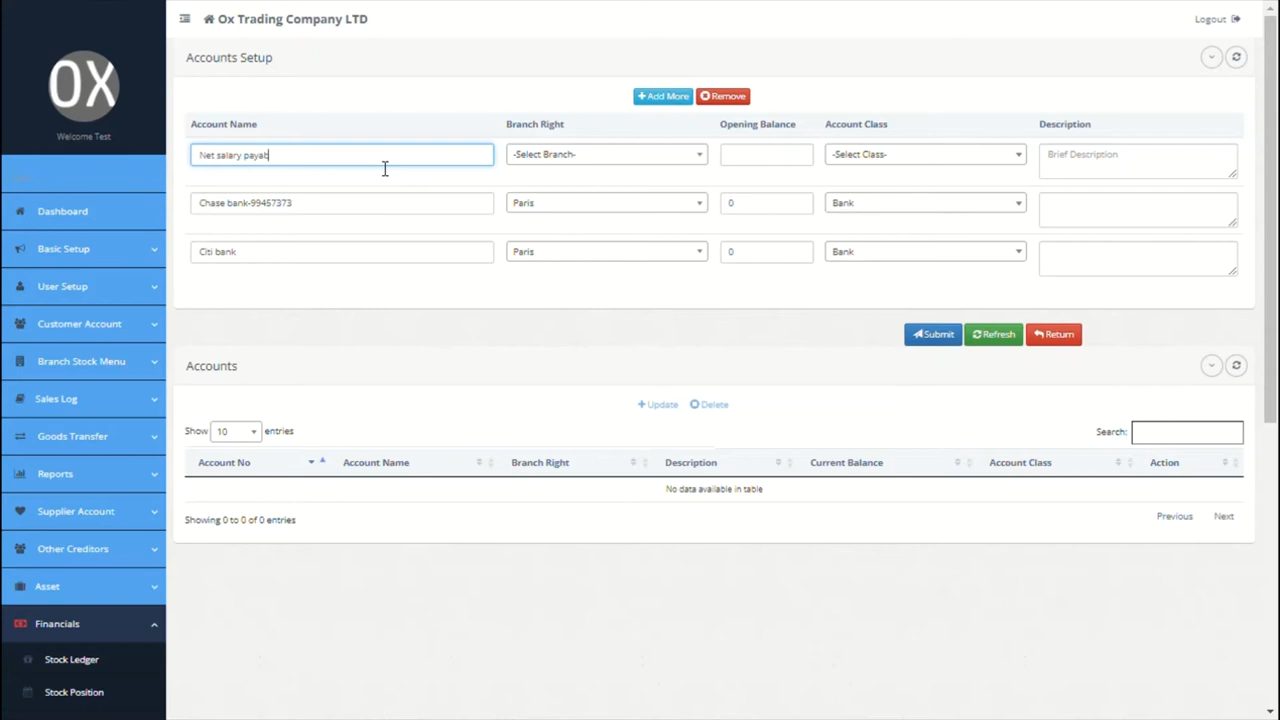 Ox Trading Company LTD
Logout
OX
Welcome Test
Accounts Setup
Add More Remove
Account Name Branch Right Opening Balance Account Class Description
Net salary payab -Select Branch- -Select Class- Brief Description
Chase bank-99457373 Paris 0 Bank
Citi bank Paris 0 Bank
Submit Refresh Return
Accounts
Update Delete
Show 10 entries
Search:
Account No Account Name Branch Right Description Current Balance Account Class Action
No data available in table
Showing 0 to 0 of 0 entries
Previous Next
Dashboard
Basic Setup
User Setup
Customer Account
Branch Stock Menu
Sales Log
Goods Transfer
Reports
Supplier Account
Other Creditors
Asset
Financials
Stock Ledger
Stock Position